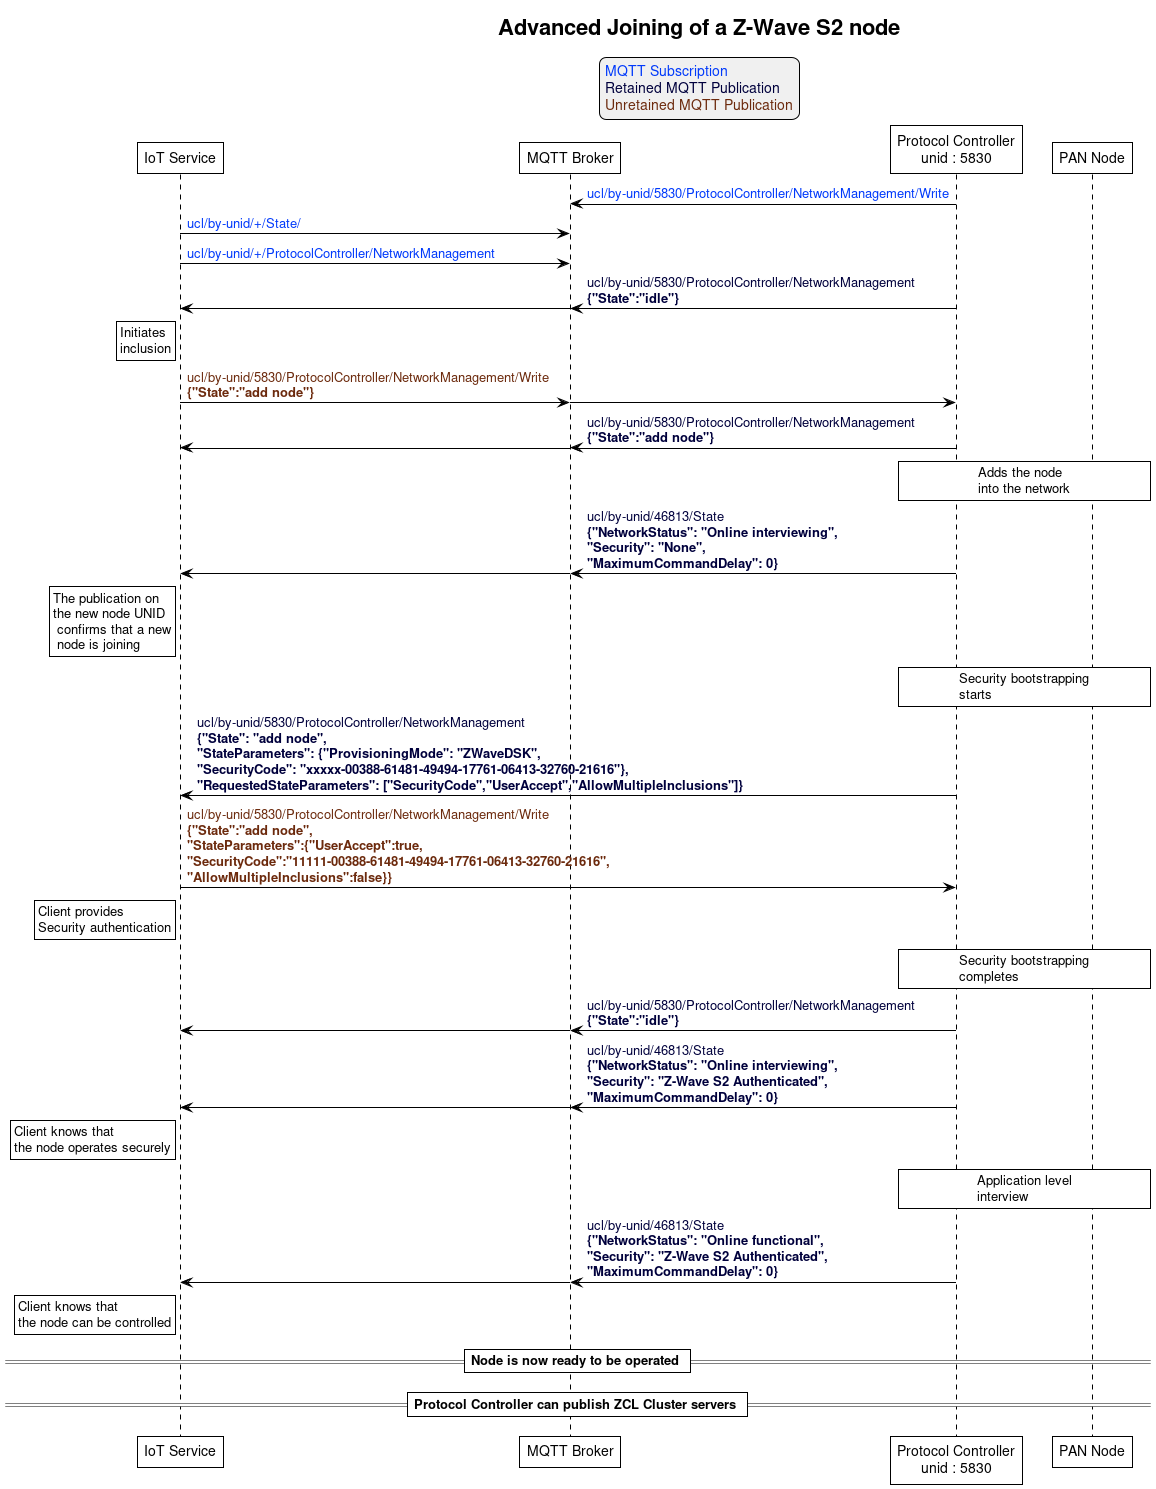 Advanced Joining of a Z-Wave S2 node
MQTT Subscription
Retained MQTT Publication
Unretained MQTT Publication
IoT Service
MQTT Broker
Protocol Controller
unid : 5830
PAN Node
ucl/by-unid/5830/ProtocolController/NetworkManagement/Write
ucl/by-unid/+/State/
ucl/by-unid/+/ProtocolController/NetworkManagement
ucl/by-unid/5830/ProtocolController/NetworkManagement
{"State":"idle"}
Initiates
inclusion
ucl/by-unid/5830/ProtocolController/NetworkManagement/Write
{"State":"add node"}
ucl/by-unid/5830/ProtocolController/NetworkManagement
{"State":"add node"}
Adds the node
into the network
ucl/by-unid/46813/State
{"NetworkStatus": "Online interviewing",
"Security": "None",
"MaximumCommandDelay": 0}
The publication on
the new node UNID
confirms that a new
node is joining
Security bootstrapping
starts
ucl/by-unid/5830/ProtocolController/NetworkManagement
{"State": "add node",
"StateParameters": {"ProvisioningMode": "ZWaveDSK",
"SecurityCode": "xxxxx-00388-61481-49494-17761-06413-32760-21616"},
"RequestedStateParameters": ["SecurityCode","UserAccept","AllowMultipleInclusions"]}
ucl/by-unid/5830/ProtocolController/NetworkManagement/Write
{"State":"add node",
"StateParameters":{"UserAccept":true,
"SecurityCode":"11111-00388-61481-49494-17761-06413-32760-21616",
"AllowMultipleInclusions":false}}
Client provides
Security authentication
Security bootstrapping
completes
ucl/by-unid/5830/ProtocolController/NetworkManagement
{"State":"idle"}
ucl/by-unid/46813/State
{"NetworkStatus": "Online interviewing",
"Security": "Z-Wave S2 Authenticated",
"MaximumCommandDelay": 0}
Client knows that
the node operates securely
Application level
interview
ucl/by-unid/46813/State
{"NetworkStatus": "Online functional",
"Security": "Z-Wave S2 Authenticated",
"MaximumCommandDelay": 0}
Client knows that
the node can be controlled
Node is now ready to be operated
Protocol Controller can publish ZCL Cluster servers
IoT Service
MQTT Broker
Protocol Controller
unid : 5830
PAN Node